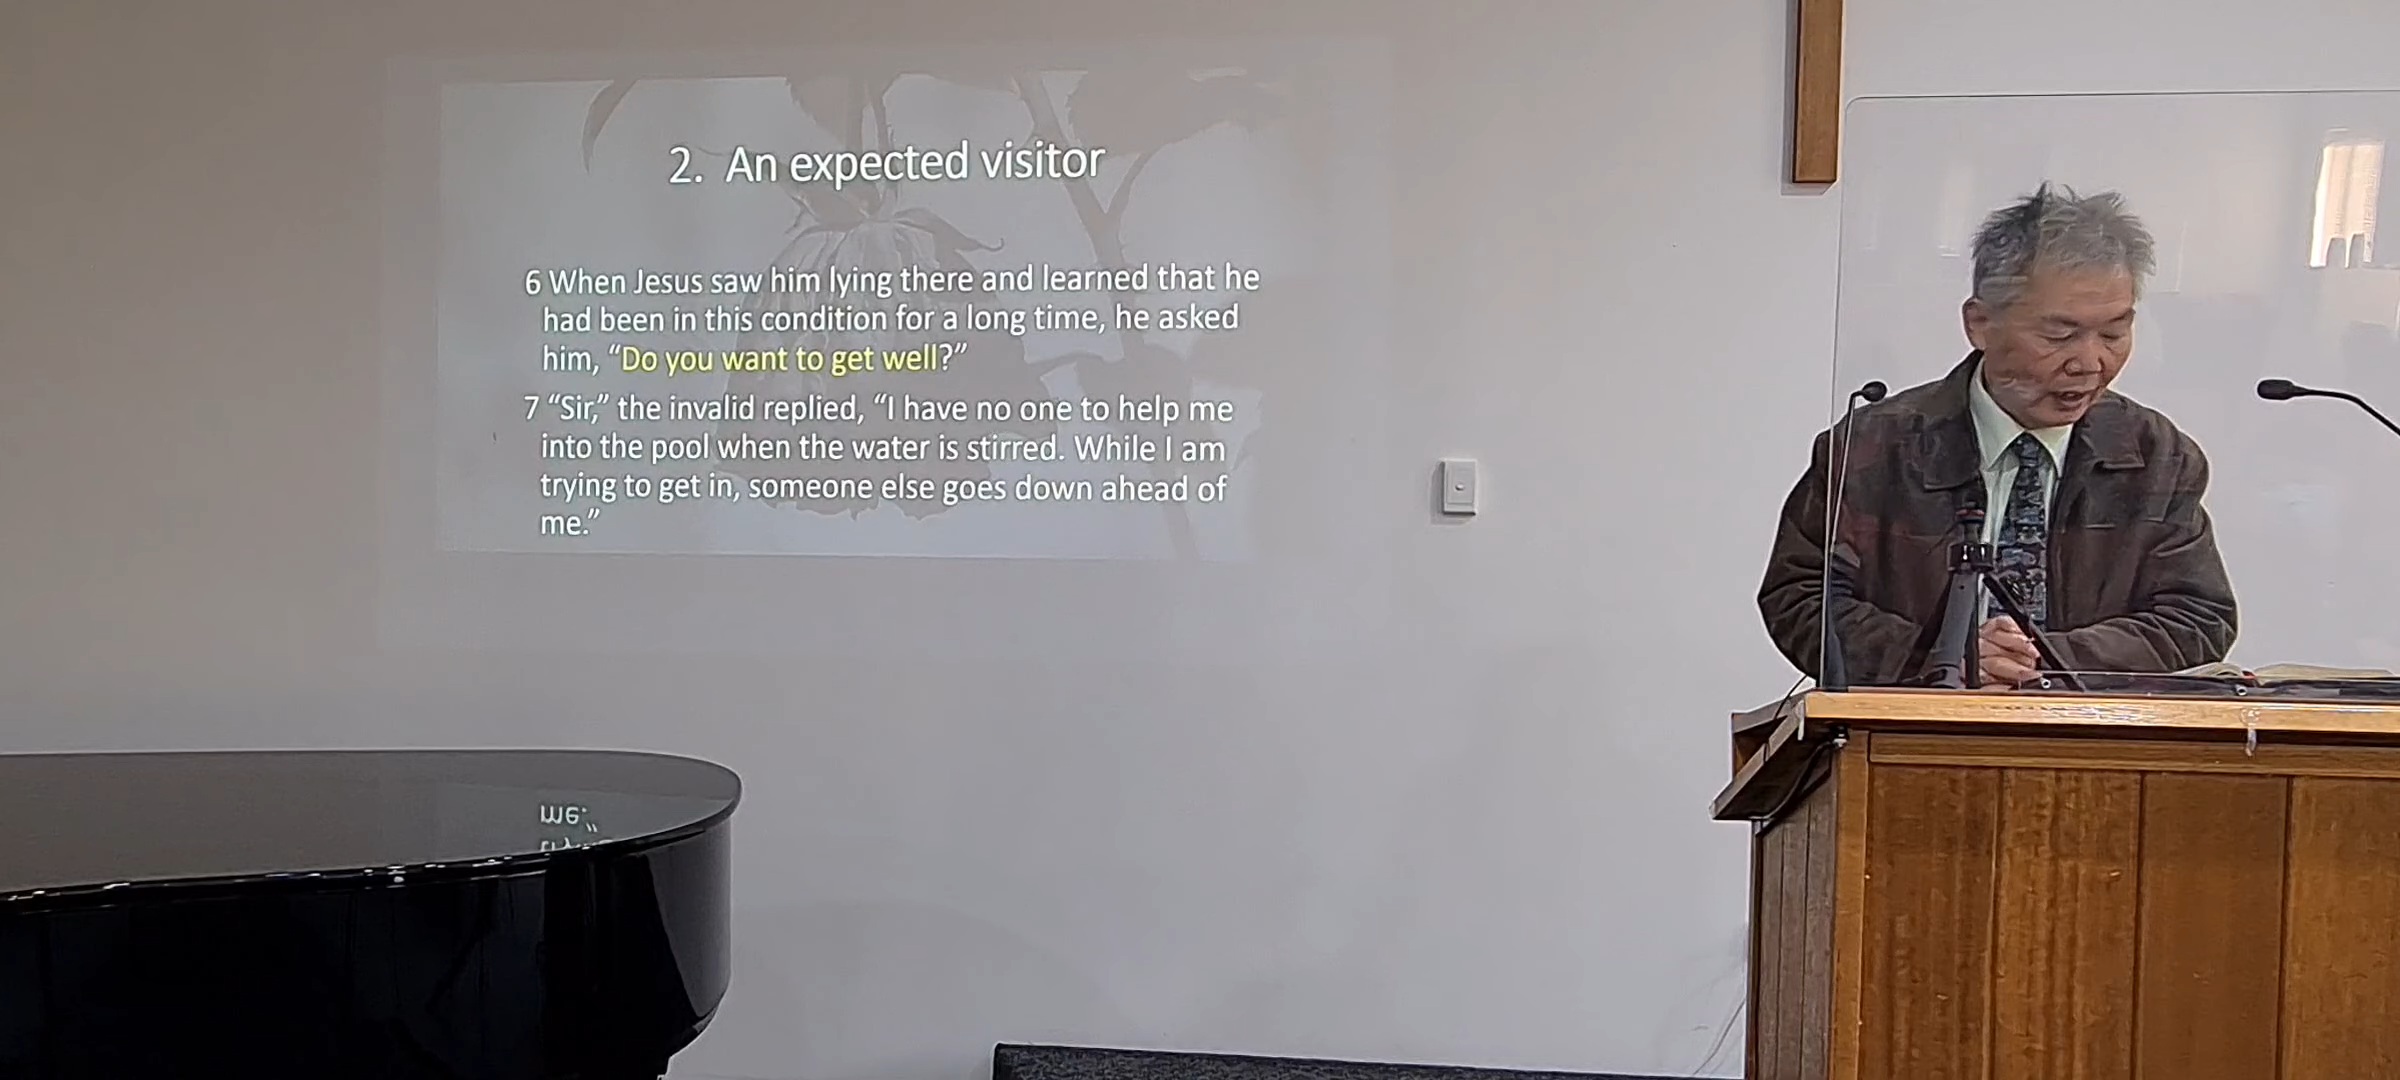 2. An expected visitor
6 When Jesus saw him lying there and learned that he
had been in this condition for a long time, he asked
him, “Do you want to get well?”
7 “Sir,” the invalid replied, “I have no one to help me
into the pool when the water is stirred. While I am
trying to get in, someone else goes down ahead of
me.”
me.”